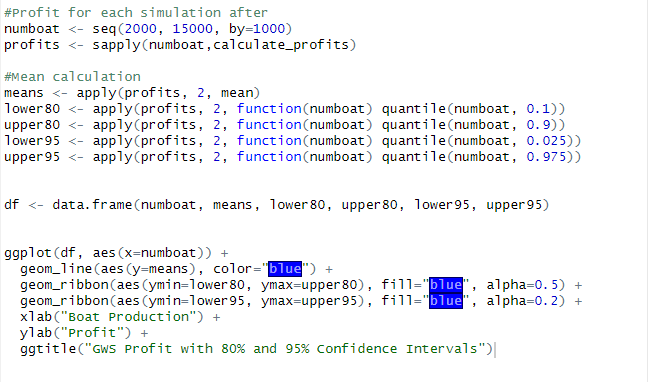 #Profit for each simulation after
numboat <- seq(2000, 15000, by=1000)
profits <- sapply(numboat,calculate_profits)
#Mean calculation
means <- apply(profits, 2, mean)
lower80 <- apply(profits, 2, function(numboat) quantile(numboat, 0.1))
upper80 <- apply(profits, 2, function(numboat) quantile(numboat, 0.9))
lower95 <- apply(profits, 2, function(numboat) quantile(numboat, 0.025))
upper95 <- apply(profits, 2, function(numboat) quantile(numboat, 0.975))
df <- data.frame(numboat, means, lower80, upper80, lower95, upper95)
ggplot(df, aes(x=numboat)) +
  geom_line(aes(y=means), color="blue") +
  geom_ribbon(aes(ymin=lower80, ymax=upper80), fill="blue", alpha=0.5) +
  geom_ribbon(aes(ymin=lower95, ymax=upper95), fill="blue", alpha=0.2) +
  xlab("Boat Production") +
  ylab("Profit") +
  ggtitle("GWS Profit with 80% and 95% Confidence Intervals")